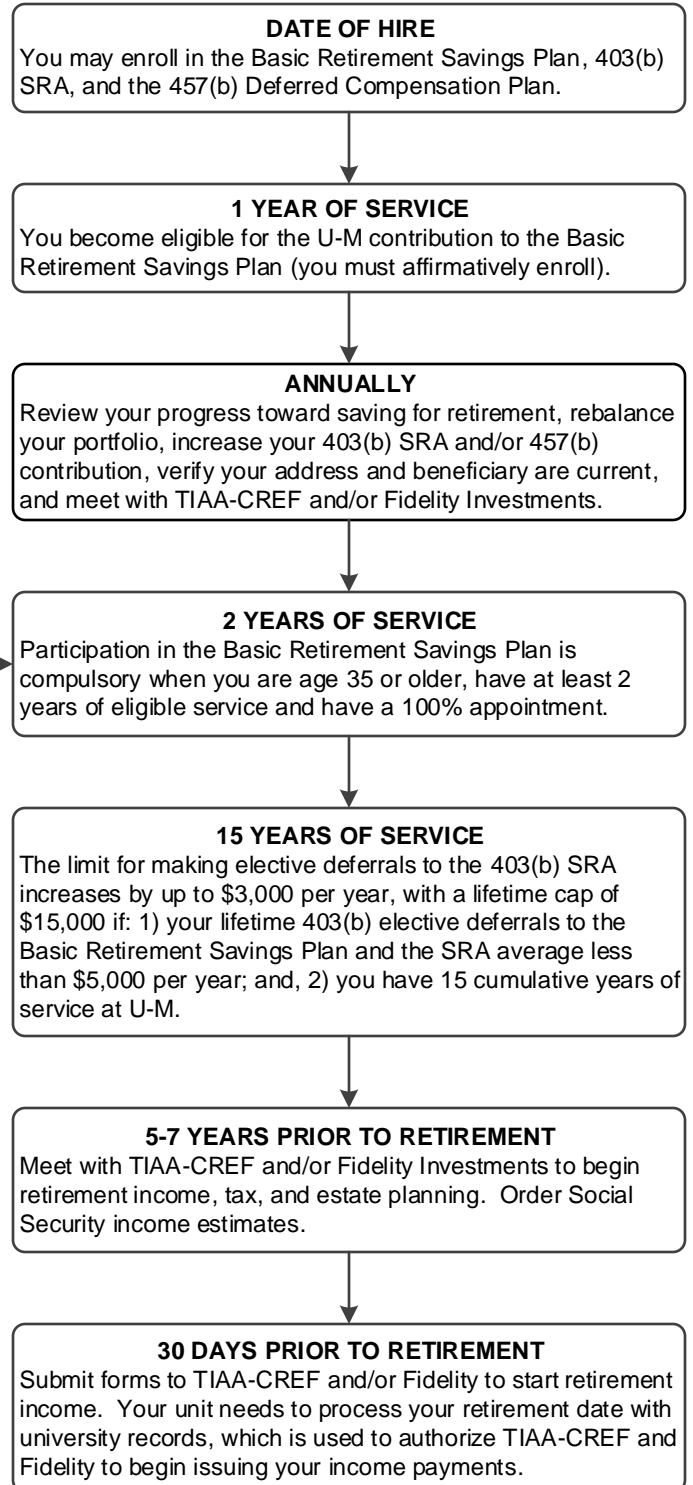 DATE OF HIRE
You may enroll in the Basic Retirement Savings Plan, 403(b)
SRA, and the 457(b) Deferred Compensation Plan.
1 YEAR OF SERVICE
You become eligible for the U-M contribution to the Basic
Retirement Savings Plan (you must affirmatively enroll).
ANNUALLY
Review your progress toward saving for retirement, rebalance
your portfolio, increase your 403(b) SRA and/or 457(b)
contribution, verify your address and beneficiary are current,
and meet with TIAA-CREF and/or Fidelity Investments.
2 YEARS OF SERVICE
Participation in the Basic Retirement Savings Plan is
compulsory when you are age 35 or older, have at least 2
years of eligible service and have a 100% appointment.
15 YEARS OF SERVICE
The limit for making elective deferrals to the 403(b) SRA
increases by up to $3,000 per year, with a lifetime cap of
$15,000 if: 1) your lifetime 403(b) elective deferrals to the
Basic Retirement Savings Plan and the SRA average less
than $5,000 per year; and, 2) you have 15 cumulative years of
service at U-M.
5-7 YEARS PRIOR TO RETIREMENT
Meet with TIAA-CREF and/or Fidelity Investments to begin
retirement income, tax, and estate planning.  Order Social
Security income estimates.
30 DAYS PRIOR TO RETIREMENT
Submit forms to TIAA-CREF and/or Fidelity to start retirement
income.  Your unit needs to process your retirement date with
university records, which is used to authorize TIAA-CREF and
Fidelity to begin issuing your income payments.